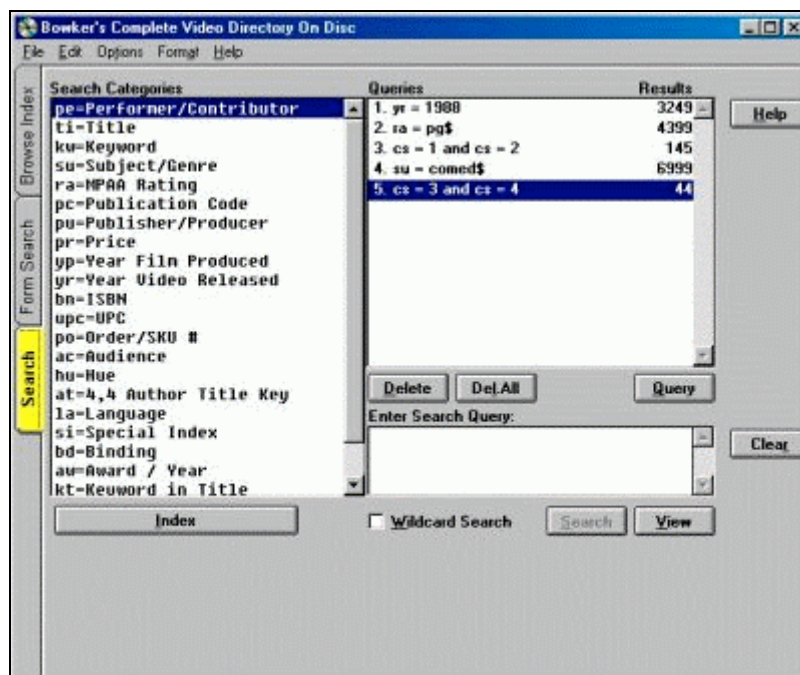 Bowker's Complete Video Directory On Disc
File Edit Options Format Help
Browse Index
Form Search
Search
Search Categories
pe=Performer/Contributor
ti=Title
kw=Keyword
su=Subject/Genre
ra=MPAA Rating
pc=Publication Code
pu=Publisher/Producer
pr=Price
yp=Year Film Produced
yr=Year Video Released
bn=ISBN
upc=UPC
po=Order/SKU #
ac=Audience
hu=Hue
at=4,4 Author Title Key
la=Language
si=Special Index
bd=Binding
aw=Award / Year
kt=Keyword in Title
Index
Queries Results
1. yr = 1988 3249
2. ra = pg$ 4399
3. cs = 1 and cs = 2 145
4. su = comed$ 6999
5. cs = 3 and cs = 4 44
Delete Del.All Query
Enter Search Query:
Wildcard Search Search View
Help
Clear